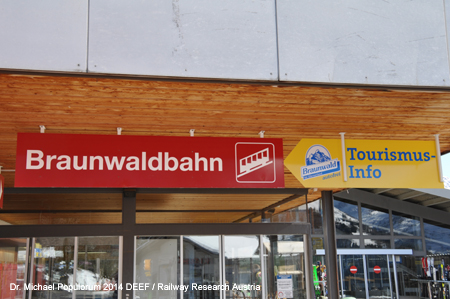 Braunwaldbahn
Braunwald
Tourismus-
Info
Dr. Michael Populorum 2014 DEEF / Railway Research Austria